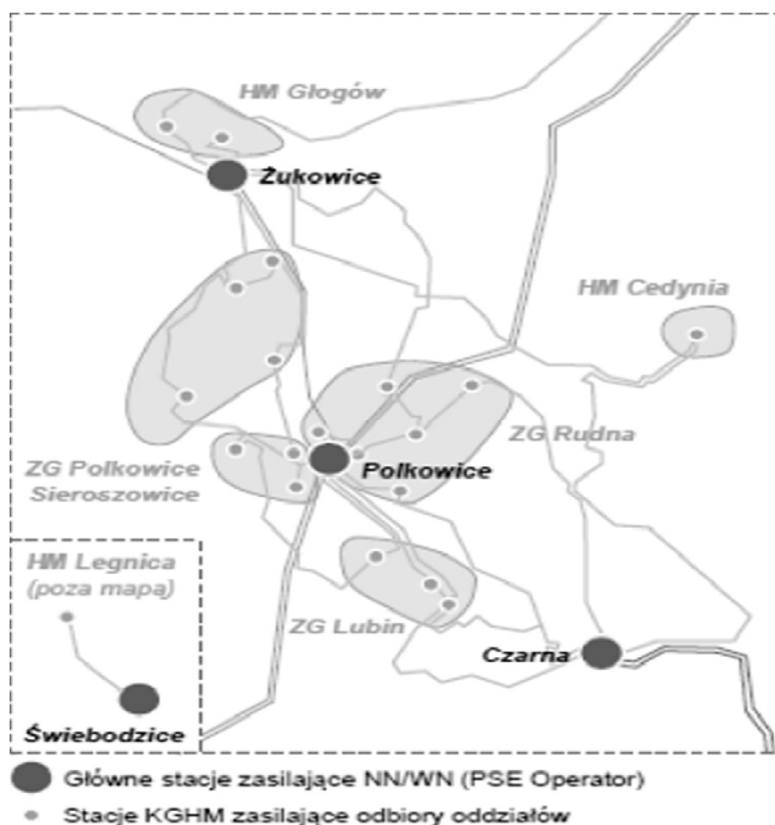 HM Głogów
Żukowice
HM Cedynia
ZG Rudna
ZG Polkowice
Sieroszowice
Polkowice
HM Legnica
(poza mapą)
ZG Lubin
Czarna
Świebodzice
Główne stacje zasilające NN/WN (PSE Operator)
Stacje KGHM zasilające odbiory oddziałów